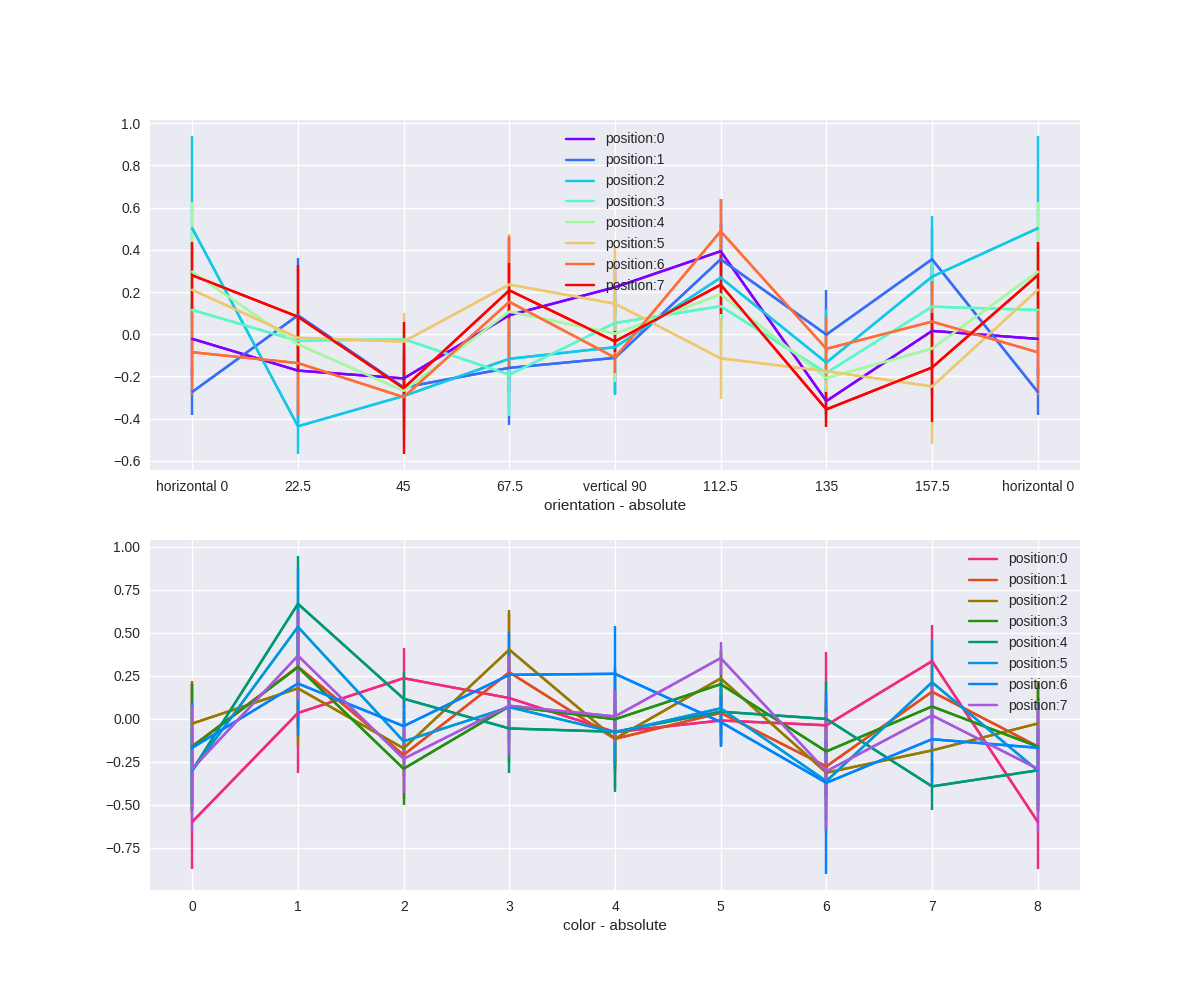 1.0
0.8
0.6
0.4
0.2
0.0
−0.2
−0.4
−0.6
position:0
position:1
position:2
position:3
position:4
position:5
position:6
position:7
horizontal 0 22.5 45 67.5 vertical 90 112.5 135 157.5 horizontal 0
orientation - absolute
1.00
0.75
0.50
0.25
0.00
−0.25
−0.50
−0.75
position:0
position:1
position:2
position:3
position:4
position:5
position:6
position:7
0 1 2 3 4 5 6 7 8
color - absolute